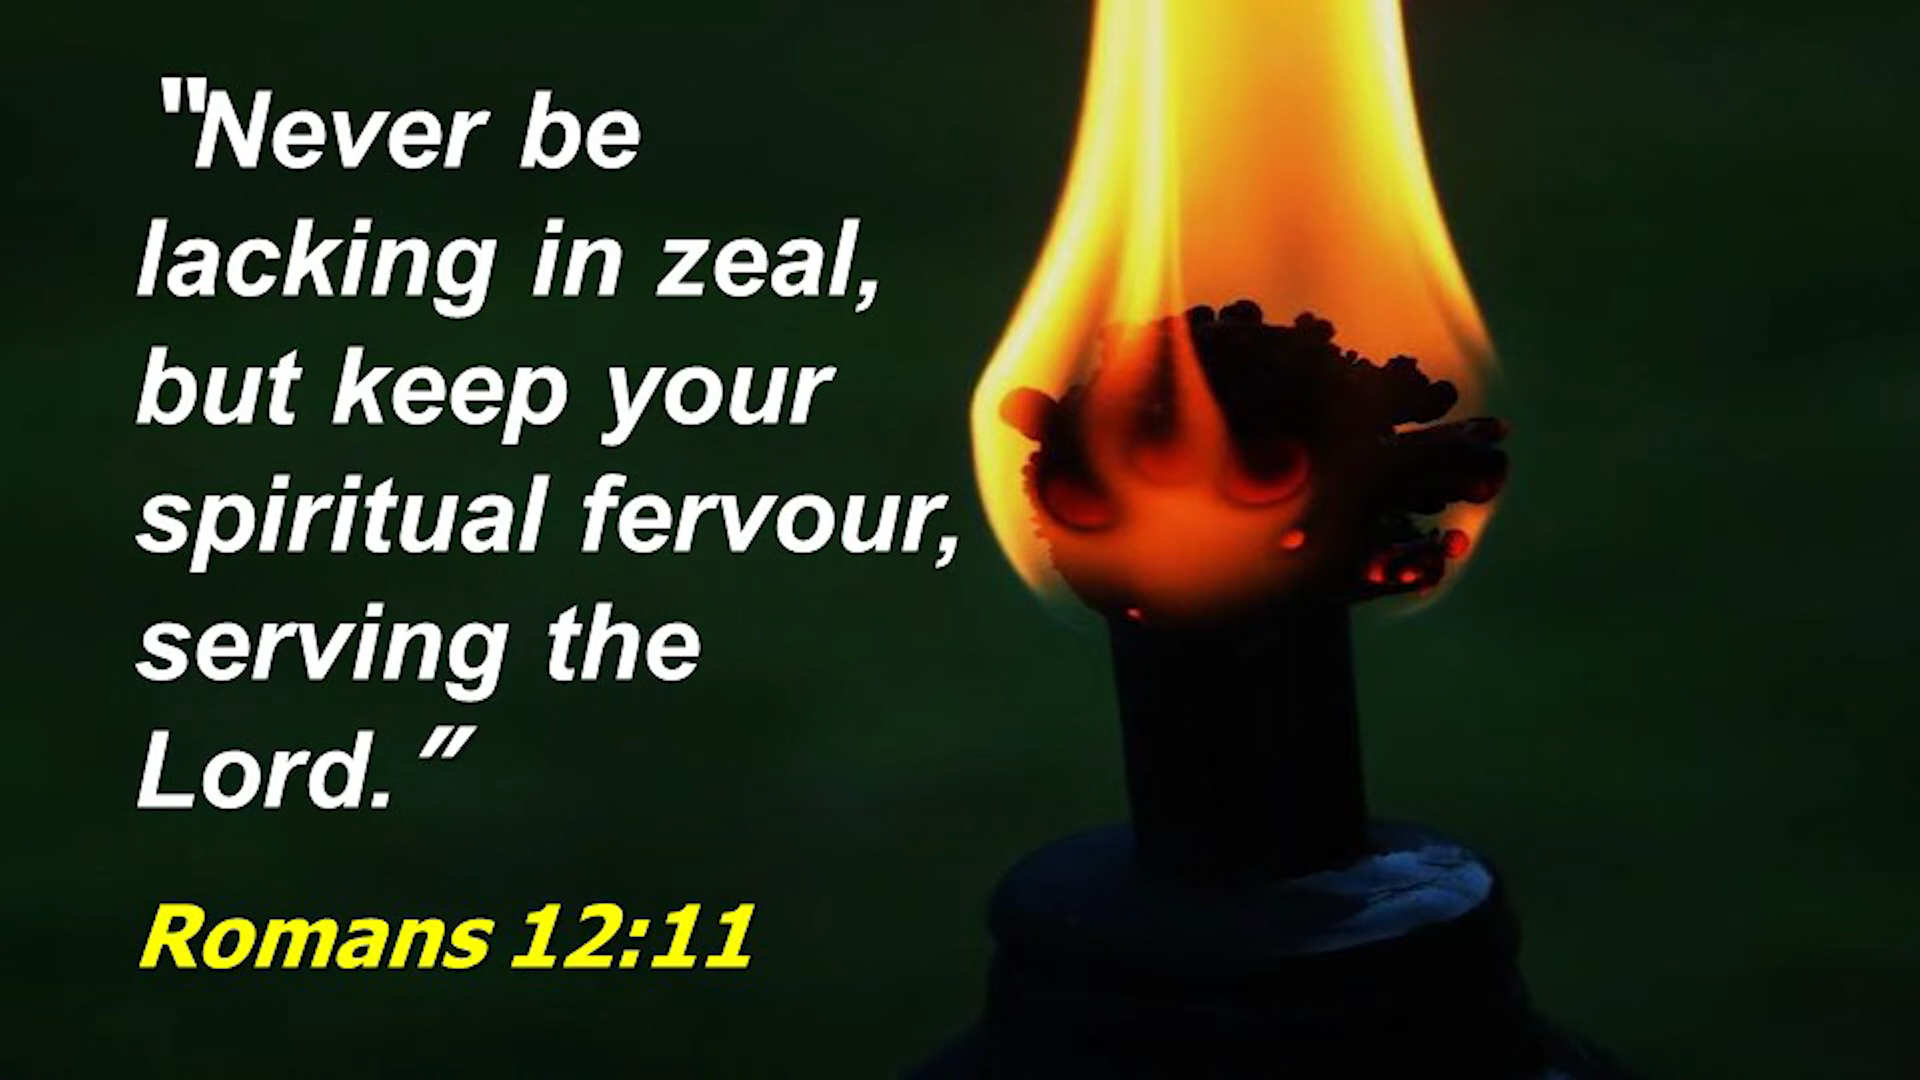 "Never be
lacking in zeal,
but keep your
spiritual fervour,
serving the
Lord."
Romans 12:11